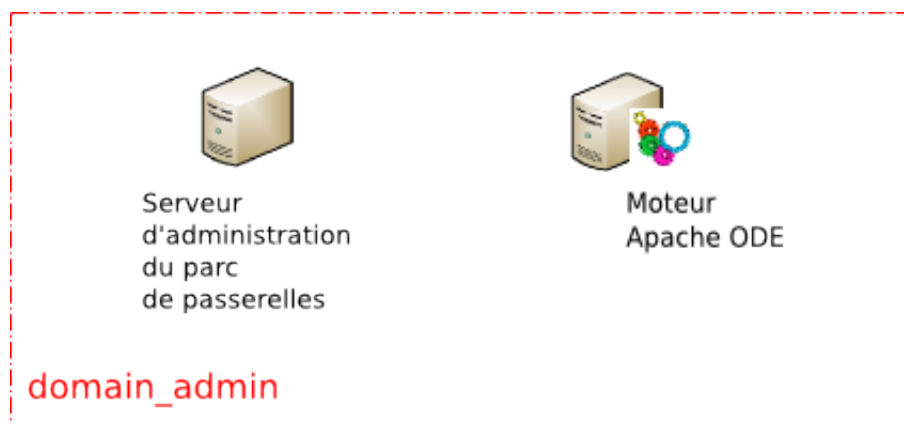 Serveur
d'administration
du parc
de passerelles
Moteur
Apache ODE
domain_admin